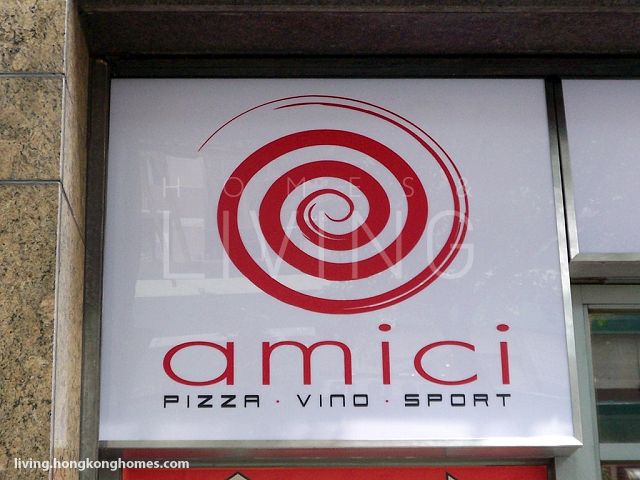 HOMES &
LIVING
amici
PIZZA · VINO · SPORT
living.hongkonghomes.com